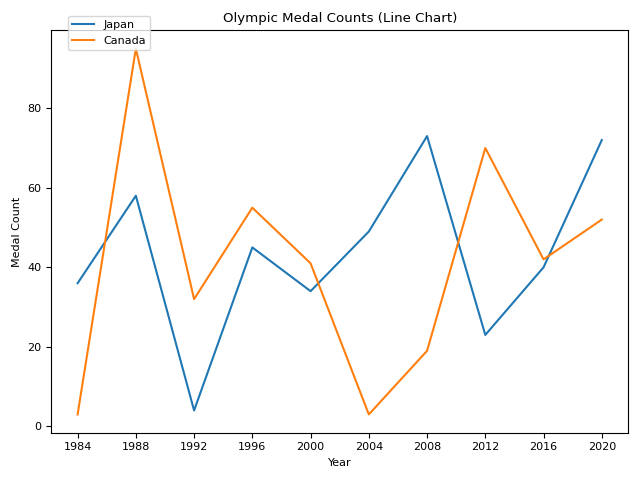 Olympic Medal Counts (Line Chart)
Japan
Canada
Medal Count
80
60
40
20
0
1984 1988 1992 1996 2000 2004 2008 2012 2016 2020
Year